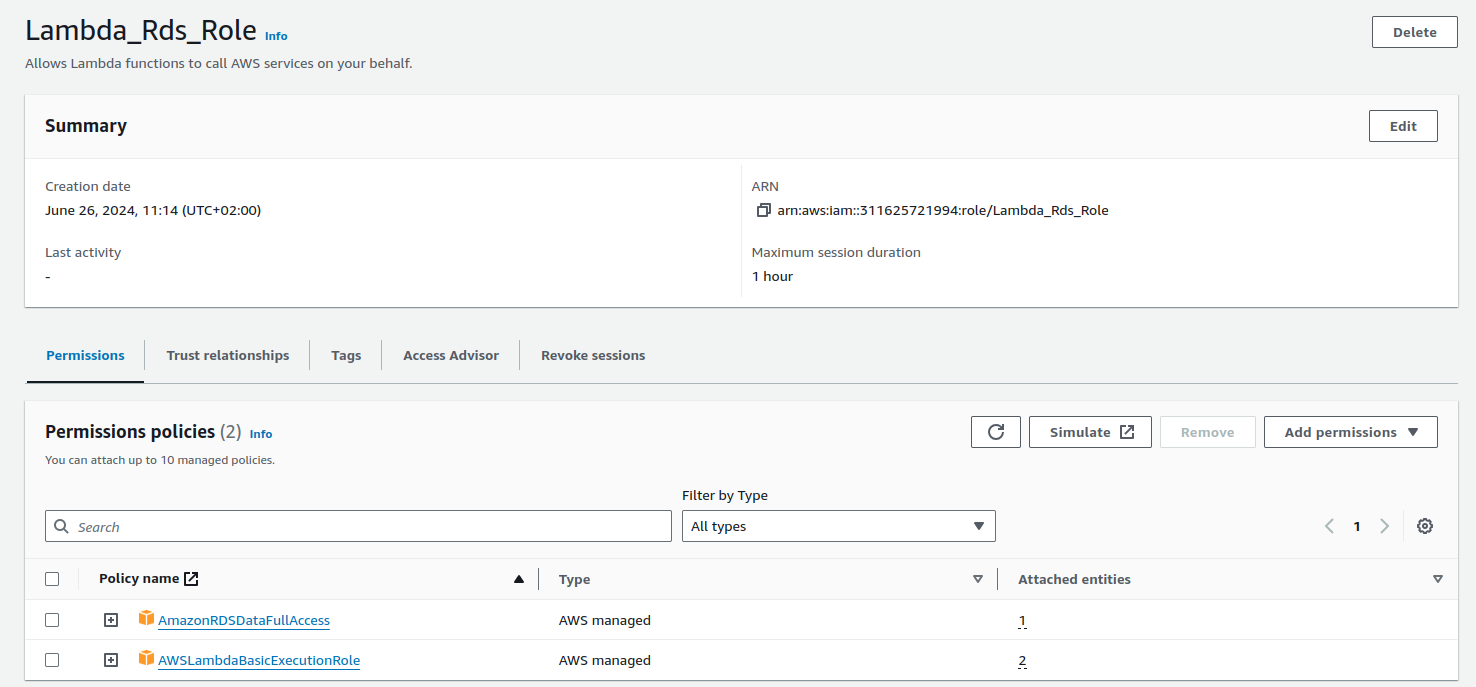 Lambda_Rds_Role Info
Delete
Allows Lambda functions to call AWS services on your behalf.
Summary
Edit
Creation date
June 26, 2024, 11:14 (UTC+02:00)
ARN
arn:aws:iam::311625721994:role/Lambda_Rds_Role
Last activity
-
Maximum session duration
1 hour
Permissions
Trust relationships
Tags
Access Advisor
Revoke sessions
Permissions policies (2) Info
You can attach up to 10 managed policies.
Simulate
Remove
Add permissions
Filter by Type
Search
All types
1
Policy name
Type
Attached entities
AmazonRDSDataFullAccess
AWS managed
1
AWSLambdaBasicExecutionRole
AWS managed
2